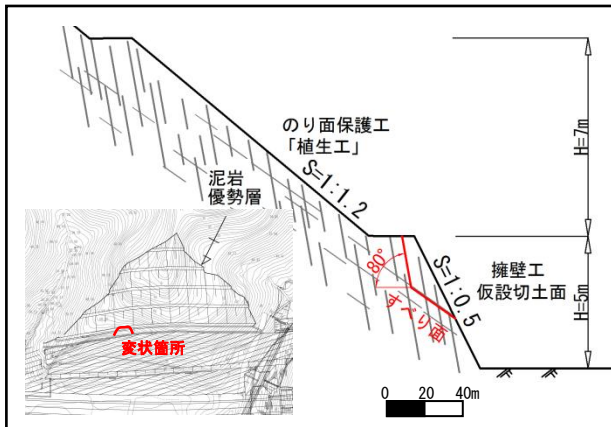 のり面保護工
「植生工」
S=1:1.2
H=7m
泥岩
優勢層
80°
すべり面
S=1:0.5
擁壁工
仮設切土面
H=5m
変状箇所
0 20 40m